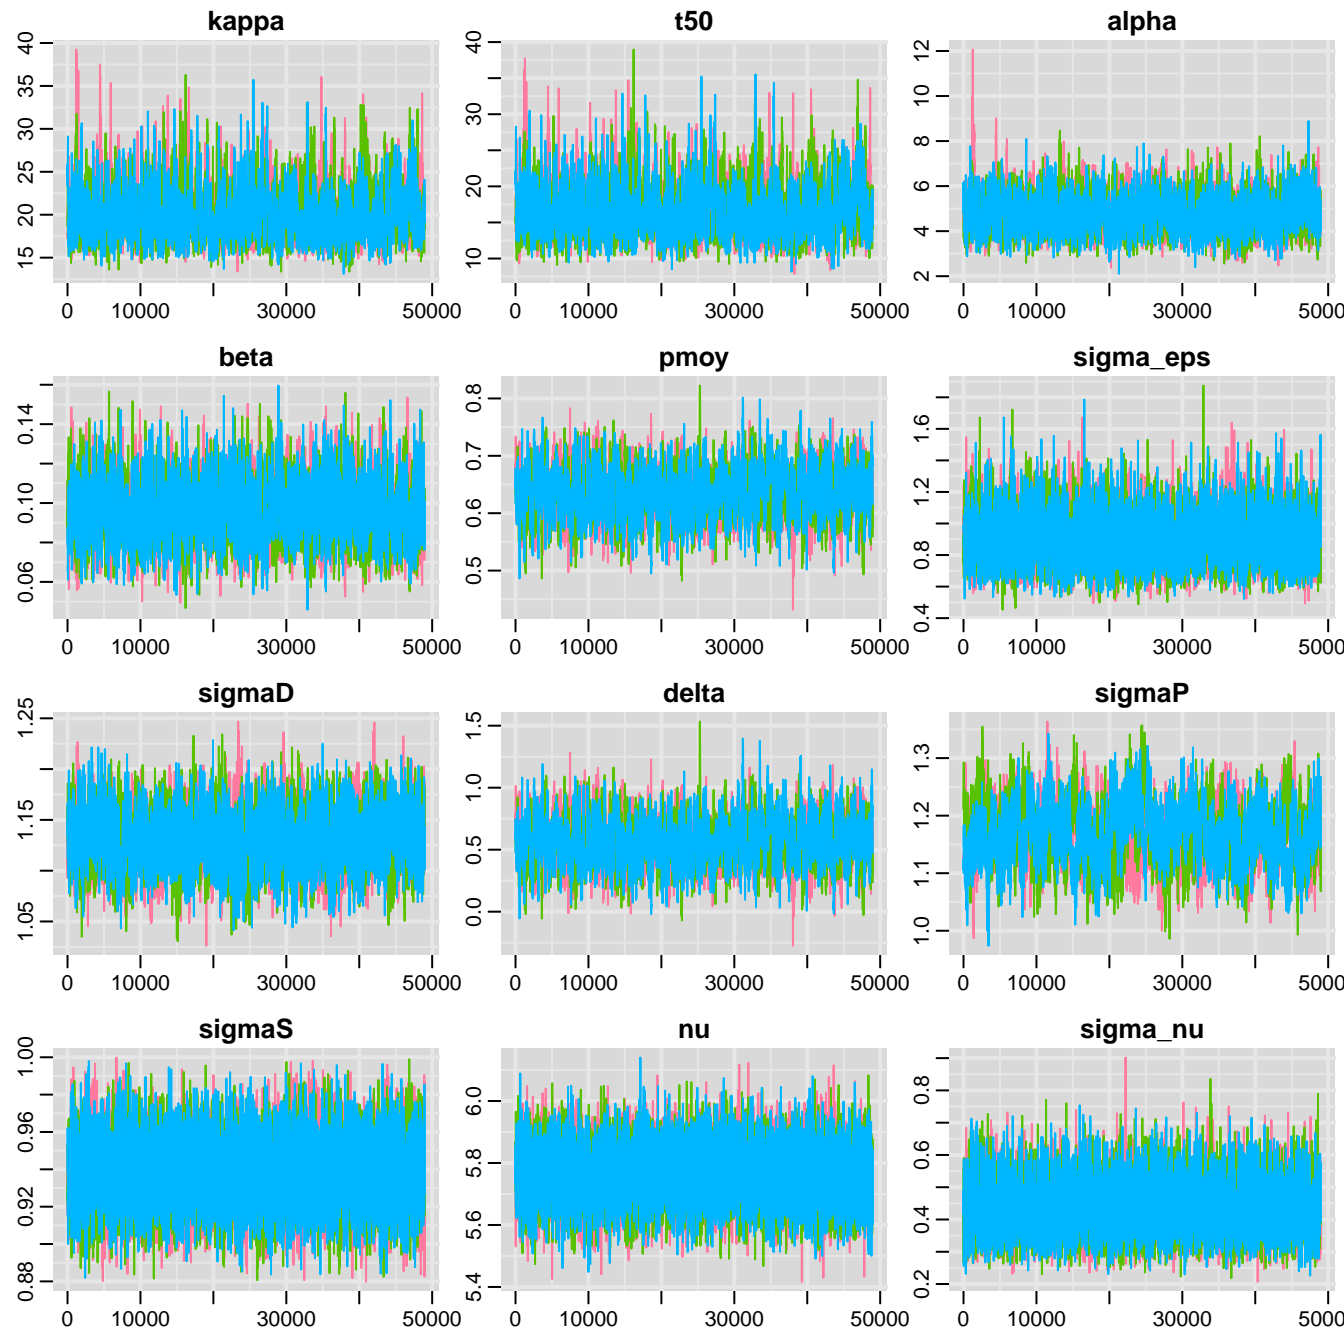 kappa t50 alpha
15 20 25 30 35 40
10 20 30 40
2 4 6 8 10 12
0 10000 30000 50000 0 10000 30000 50000 0 10000 30000 5000
beta pmoy sigma_eps
0.06 0.10 0.14
0.5 0.6 0.7 0.8
0.4 0.8 1.2 1.6
0 10000 30000 50000 0 10000 30000 50000 0 10000 30000 5000
sigmaD delta sigmaP
1.05 1.15 1.25
0.0 0.5 1.0 1.5
1.0 1.1 1.2 1.3
0 10000 30000 50000 0 10000 30000 50000 0 10000 30000 5000
sigmaS nu sigma_nu
0.88 0.92 0.96 1.00
5.4 5.6 5.8 6.0
0.2 0.4 0.6 0.8
0 10000 30000 50000 0 10000 30000 50000 0 10000 30000 5000